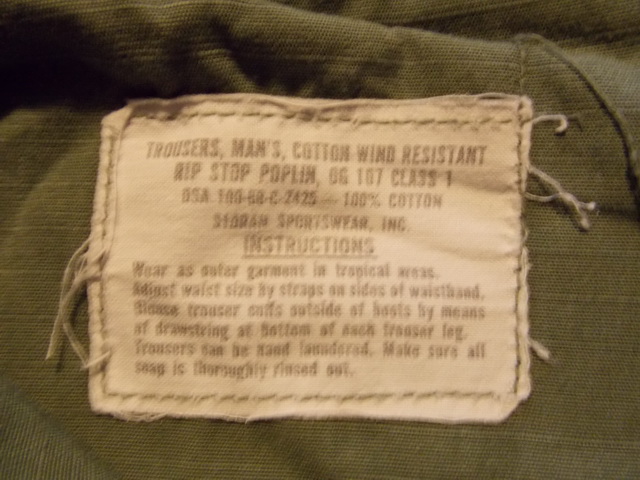 TROUSERS, MAN'S, COTTON WIND RESISTANT
RIP STOP POPLIN, OG 107 CLASS 1
DSA 100-68-C-2425 — 100% COTTON
SPORTSWEAR, INC.
INSTRUCTIONS
Wear as outer garment in tropical areas.
Adjust waist size by straps on sides of waistband.
Blouse trouser cuffs outside of boots by means
of drawstring at bottom of each trouser leg.
Trousers can be hand laundered. Make sure all
soap is thoroughly rinsed out.